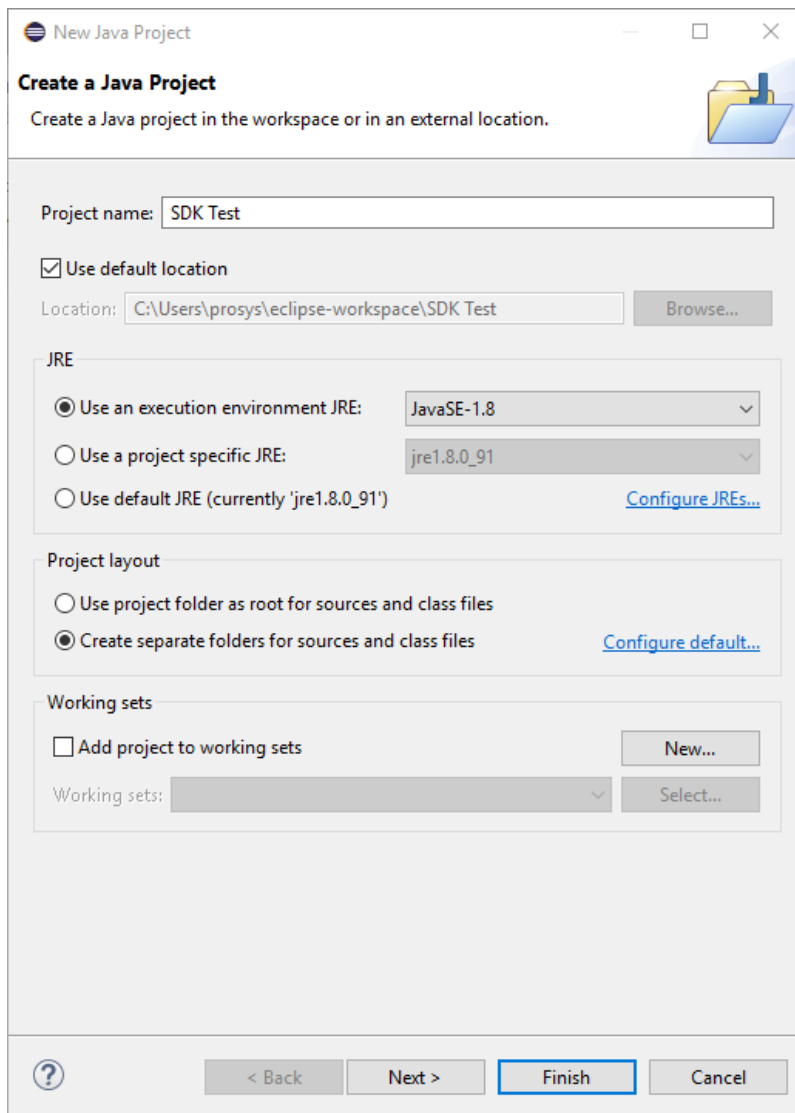 New Java Project
Create a Java Project
Create a Java project in the workspace or in an external location.
Project name: SDK Test
Use default location
Location: C:\Users\prosys\eclipse-workspace\SDK Test Browse...
JRE
Use an execution environment JRE: JavaSE-1.8
Use a project specific JRE: jre1.8.0_91
Use default JRE (currently 'jre1.8.0_91') Configure JREs...
Project layout
Use project folder as root for sources and class files
Create separate folders for sources and class files Configure default...
Working sets
Add project to working sets New...
Working sets: Select...
? < Back Next > Finish Cancel